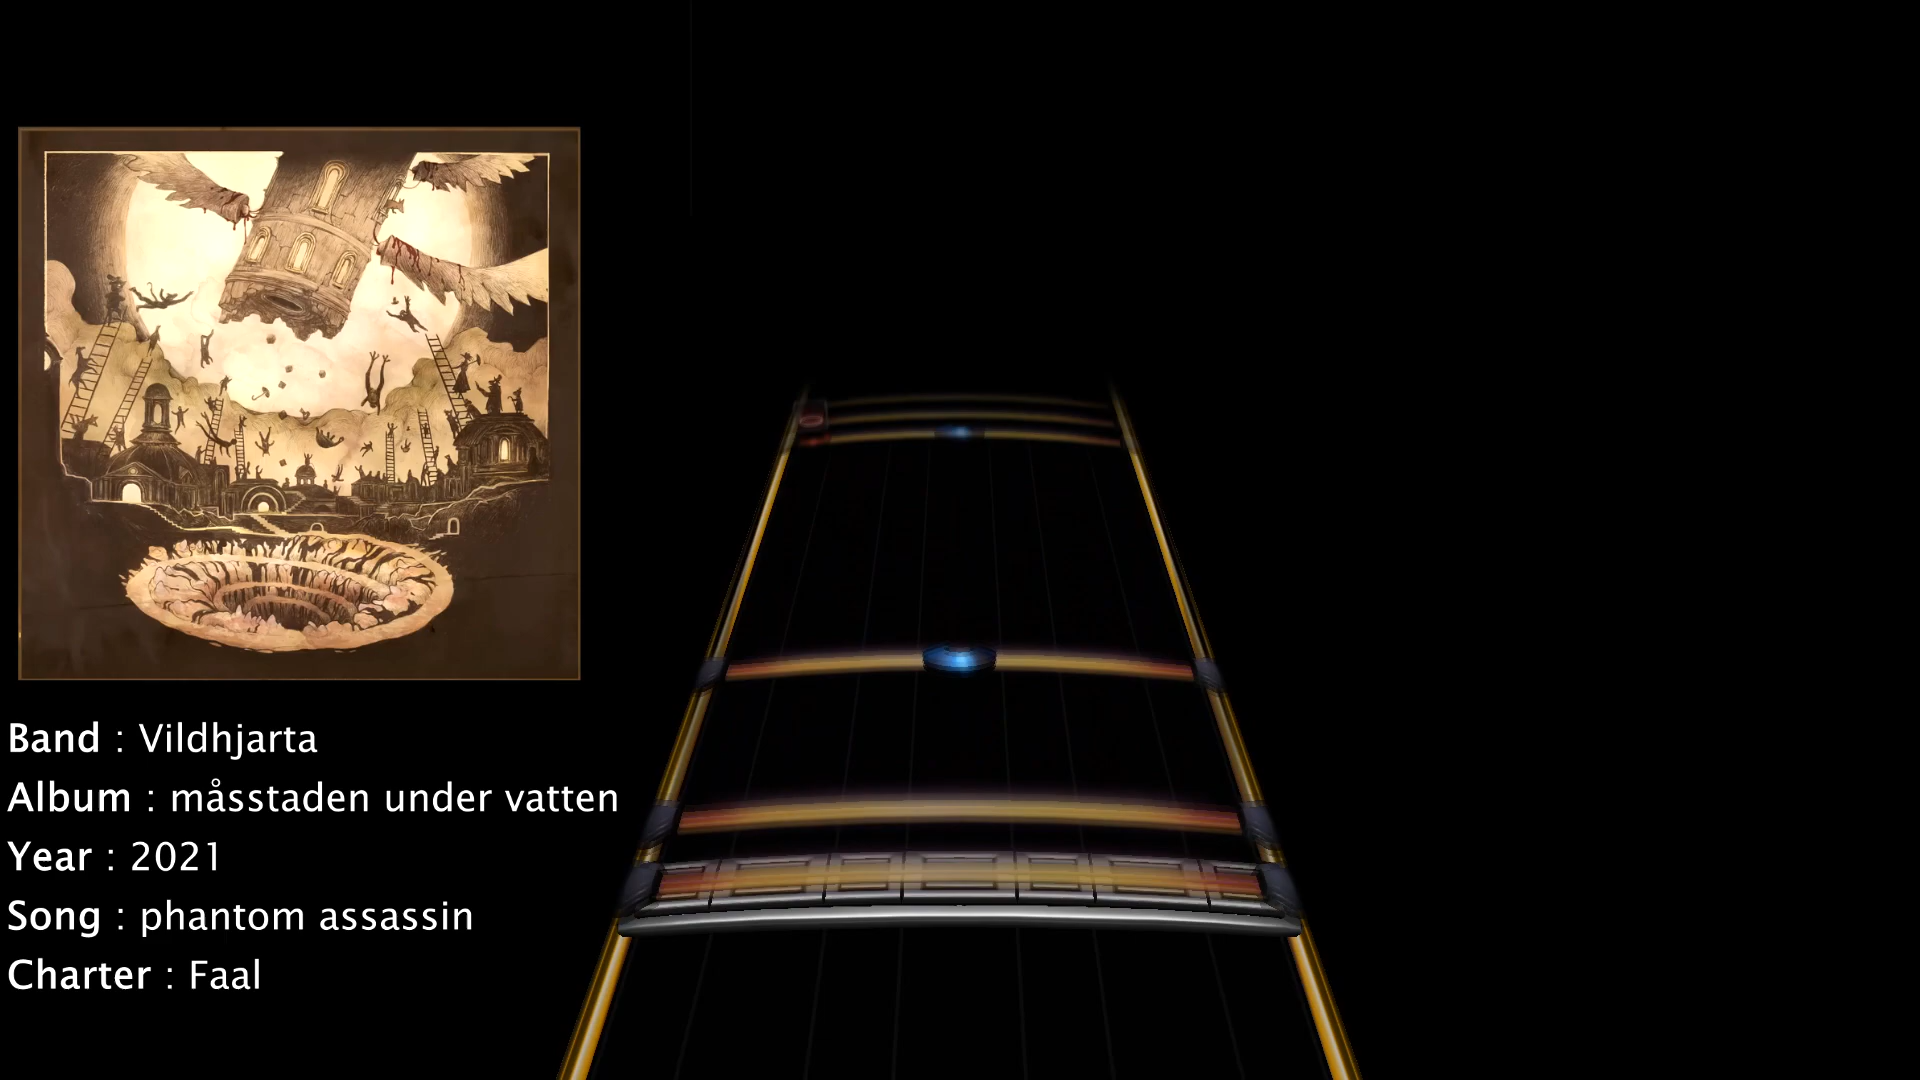 Band : Vildhjarta
Album : måsstaden under vatten
Year : 2021
Song : phantom assassin
Charter : Faal